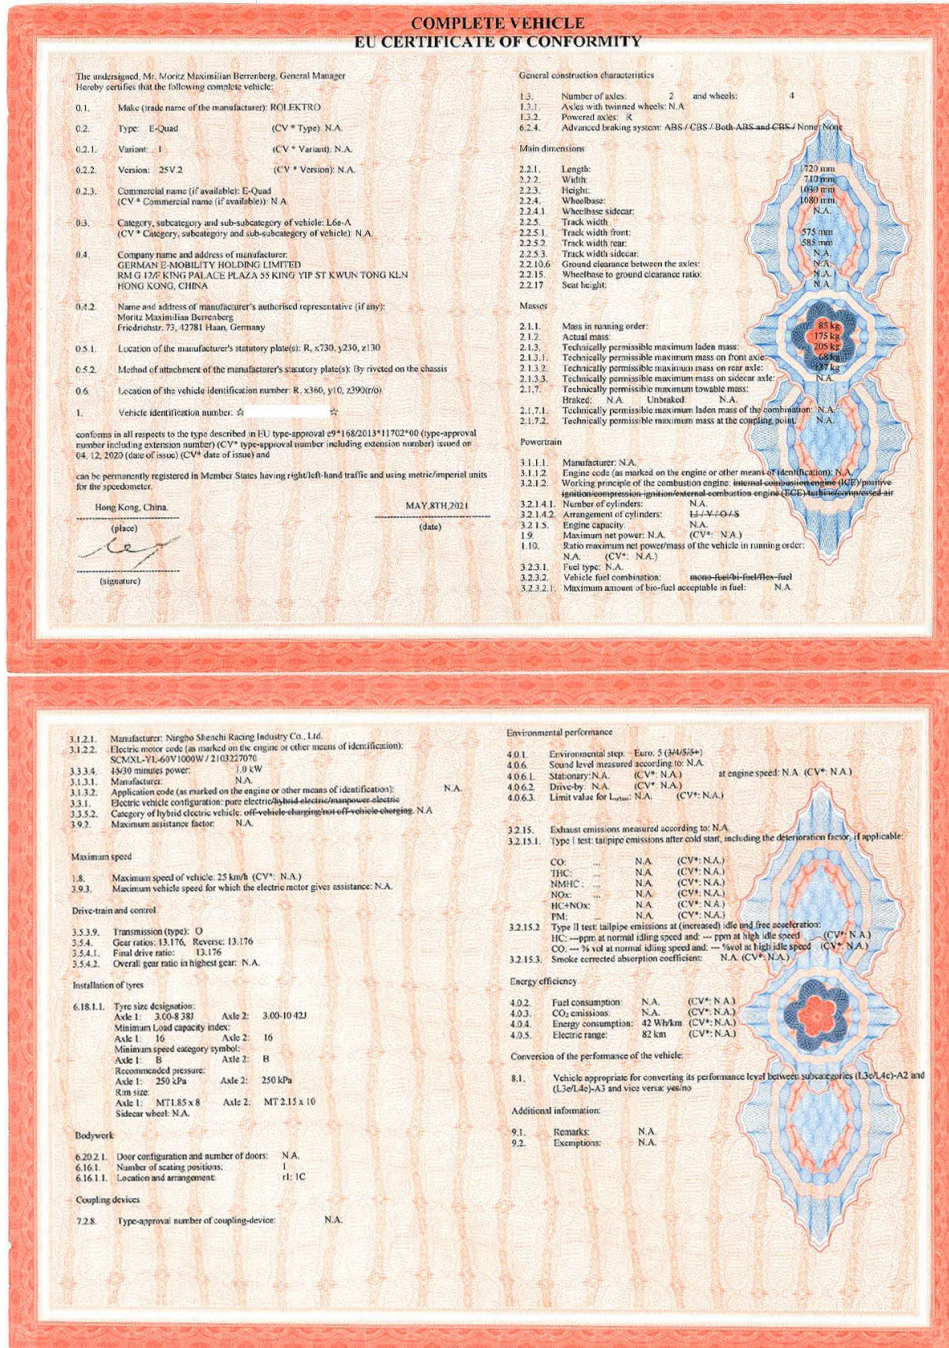 COMPLETE VEHICLE
EU CERTIFICATE OF CONFORMITY
The undersigned, Mr. Moritz Maximilian Berrenberg, General Manager
Hereby certifies that the following complete vehicle:
0.1. Make (trade name of the manufacturer): ROLEKTRO
0.2. Type: E-Quad (CV * Type): N.A.
0.2.1. Variant: 1 (CV * Variant): N.A.
0.2.2. Version: 25V.2 (CV * Version): N.A.
0.2.3. Commercial name (if available): E-Quad
(CV * Commercial name (if available)): N.A.
0.3. Category, subcategory and sub-subcategory of vehicle: L6e-A
(CV * Category, subcategory and sub-subcategory of vehicle): N.A.
0.4. Company name and address of manufacturer:
GERMAN E-MOBILITY HOLDING LIMITED
RM G 12/F KING PALACE PLAZA 55 KING YIP ST KWUN TONG KLN
HONG KONG, CHINA
0.4.2. Name and address of manufacturer's authorised representative (if any):
Moritz Maximilian Berrenberg
Friedrichstr. 73, 42781 Haan, Germany
0.5.1. Location of the manufacturer's statutory plate(s): R, x730, y230, z130
0.5.2. Method of attachment of the manufacturer's statutory plate(s): By riveted on the chassis
0.6. Location of the vehicle identification number: R, x360, y10, z390(r/o)
1. Vehicle identification number: ☆ ☆
conforms in all respects to the type described in EU type-approval e9*168/2013*11702*00 (type-approval
number including extension number) (CV* type-approval number including extension number) issued on
04, 12, 2020 (date of issue) (CV* date of issue) and
can be permanently registered in Member States having right/left-hand traffic and using metric/imperial units
for the speedometer.
Hong Kong, China. MAY,8TH,2021
(place) (date)
(signature)
General construction characteristics
1.3. Number of axles: 2 and wheels: 4
1.3.1. Axles with twinned wheels: N.A.
1.3.2. Powered axles: R
6.2.4. Advanced braking system: ABS / CBS / Both ABS and CBS / None: None
Main dimensions
2.2.1. Length: 1720 mm
2.2.2. Width: 710 mm
2.2.3. Height: 1030 mm
2.2.4. Wheelbase: 1080 mm
2.2.4.1 Wheelbase sidecar: N.A.
2.2.5. Track width
2.2.5.1. Track width front: 575 mm
2.2.5.2. Track width rear: 585 mm
2.2.5.3. Track width sidecar: N.A.
2.2.10.6 Ground clearance between the axles: N.A.
2.2.15. Wheelbase to ground clearance ratio: N.A.
2.2.17 Seat height: N.A.
Masses
2.1.1. Mass in running order: 85 kg
2.1.2. Actual mass: 175 kg
2.1.3. Technically permissible maximum laden mass: 205 kg
2.1.3.1. Technically permissible maximum mass on front axle: 68 kg
2.1.3.2. Technically permissible maximum mass on rear axle: 137 kg
2.1.3.3. Technically permissible maximum mass on sidecar axle: N.A.
2.1.7. Technically permissible maximum towable mass:
Braked: N.A. Unbraked: N.A.
2.1.7.1. Technically permissible maximum laden mass of the combination: N.A.
2.1.7.2. Technically permissible maximum mass at the coupling point: N.A.
Powertrain
3.1.1.1. Manufacturer: N.A.
3.1.1.2. Engine code (as marked on the engine or other means of identification): N.A.
3.2.1.2. Working principle of the combustion engine: internal combustion engine (ICE)/positive
ignition/compression-ignition/external combustion engine (ECE)/turbine/compressed air
3.2.1.4.1. Number of cylinders: N.A.
3.2.1.4.2. Arrangement of cylinders: LI / V / O / S
3.2.1.5. Engine capacity: N.A.
1.9. Maximum net power: N.A. (CV*: N.A.)
1.10. Ratio maximum net power/mass of the vehicle in running order:
N.A. (CV*: N.A.)
3.2.3.1. Fuel type: N.A.
3.2.3.2. Vehicle fuel combination: mono-fuel/bi-fuel/flex-fuel
3.2.3.2.1. Maximum amount of bio-fuel acceptable in fuel: N.A.
3.1.2.1. Manufacturer: Ningbo Shenchi Racing Industry Co., Ltd.
3.1.2.2. Electric motor code (as marked on the engine or other means of identification):
SCMXL-YL-60V1000W / 2103227070
3.3.3.4. 15/30 minutes power: 1.0 kW
3.1.3.1. Manufacturer: N.A.
3.1.3.2. Application code (as marked on the engine or other means of identification): N.A.
3.3.1. Electric vehicle configuration: pure electric/hybrid electric/manpower-electric
3.3.5.2. Category of hybrid electric vehicle: off-vehicle charging/not off-vehicle charging. N.A
3.9.2. Maximum assistance factor: N.A.
Maximum speed
1.8. Maximum speed of vehicle: 25 km/h (CV*: N.A.)
3.9.3. Maximum vehicle speed for which the electric motor gives assistance: N.A.
Drive-train and control
3.5.3.9. Transmission (type): O
3.5.4. Gear ratios: 13.176, Reverse: 13.176
3.5.4.1. Final drive ratio: 13.176
3.5.4.2. Overall gear ratio in highest gear: N.A.
Installation of tyres
6.18.1.1. Tyre size designation:
Axle 1: 3.00-8 38J Axle 2: 3.00-10 42J
Minimum Load capacity index:
Axle 1: 16 Axle 2: 16
Minimum speed category symbol:
Axle 1: B Axle 2: B
Recommended pressure:
Axle 1: 250 kPa Axle 2: 250 kPa
Rim size:
Axle 1: MT1.85 x 8 Axle 2: MT 2.15 x 10
Sidecar wheel: N.A.
Bodywork
6.20.2.1. Door configuration and number of doors: N.A.
6.16.1. Number of seating positions: 1
6.16.1.1. Location and arrangement: r1: 1C
Coupling devices
7.2.8. Type-approval number of coupling-device: N.A.
Environmental performance
4.0.1. Environmental step: Euro: 5 (3/4/5/5+)
4.0.6. Sound level measured according to: N.A.
4.0.6.1. Stationary: N.A. (CV*: N.A.) at engine speed: N.A. (CV*: N.A.)
4.0.6.2. Drive-by: N.A. (CV*: N.A.)
4.0.6.3. Limit value for Lurban: N.A. (CV*: N.A.)
3.2.15. Exhaust emissions measured according to: N.A.
3.2.15.1. Type I test: tailpipe emissions after cold start, including the deterioration factor, if applicable:
CO: ... N.A. (CV*: N.A.)
THC: ... N.A. (CV*: N.A.)
NMHC: ... N.A. (CV*: N.A.)
NOx: ... N.A. (CV*: N.A.)
HC+NOx: ... N.A. (CV*: N.A.)
PM: ... N.A. (CV*: N.A.)
3.2.15.2 Type II test: tailpipe emissions at (increased) idle and free acceleration:
HC: ---ppm at normal idling speed and: --- ppm at high idle speed (CV*: N.A.)
CO: --- % vol at normal idling speed and: --- %vol at high idle speed (CV*: N.A.)
3.2.15.3. Smoke corrected absorption coefficient: N.A. (CV*: N.A.)
Energy efficiency
4.0.2. Fuel consumption: N.A. (CV*: N.A.)
4.0.3. CO2 emissions: N.A. (CV*: N.A.)
4.0.4. Energy consumption: 42 Wh/km (CV*: N.A.)
4.0.5. Electric range: 82 km (CV*: N.A.)
Conversion of the performance of the vehicle:
8.1. Vehicle appropriate for converting its performance level between subcategories (L3e/L4e)-A2 and
(L3e/L4e)-A3 and vice versa: yes/no
Additional information:
9.1. Remarks: N.A.
9.2. Exemptions: N.A.